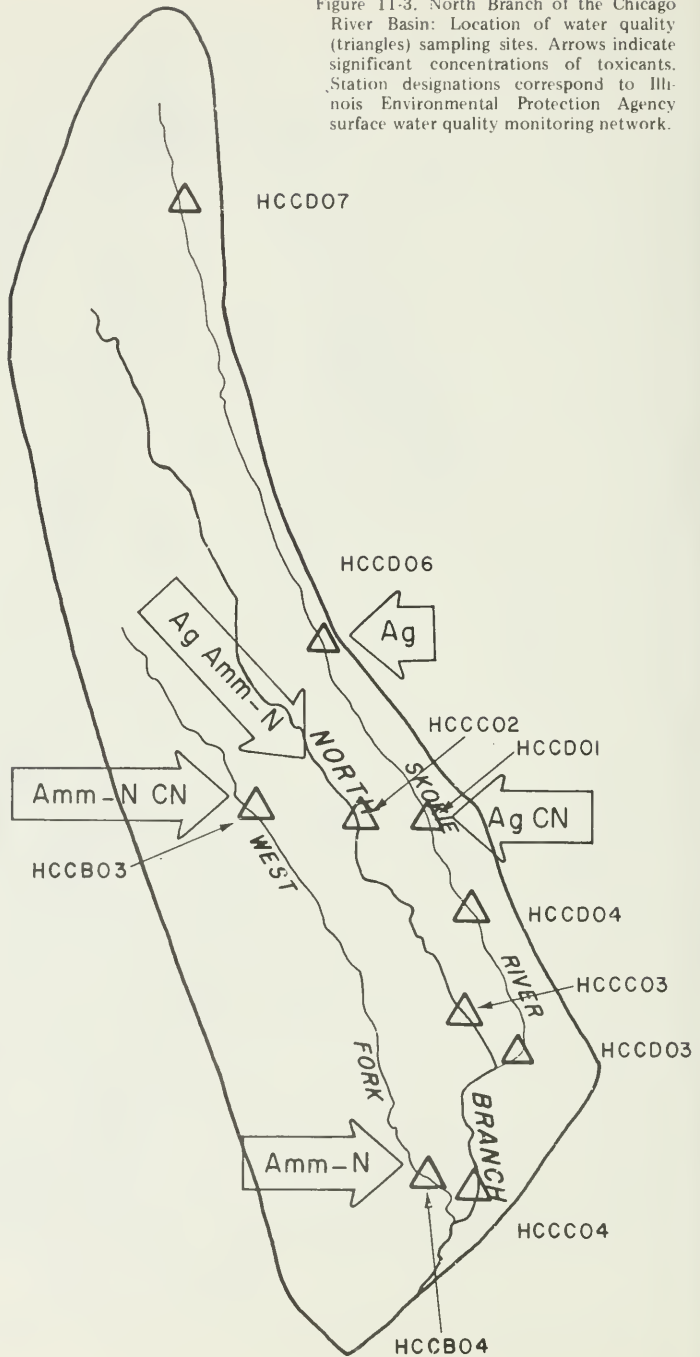 Figure 11-3. North Branch of the Chicago
River Basin: Location of water quality
(triangles) sampling sites. Arrows indicate
significant concentrations of toxicants.
Station designations correspond to Illi-
nois Environmental Protection Agency
surface water quality monitoring network.
HCCD07
HCCD06
Ag
Ag Amm-N
HCCC02
NORTH
HCCD01
SKOKIE
Amm-N CN
Ag CN
HCCB03
WEST
HCCD04
RIVER
HCCC03
FORK
HCCD03
BRANCH
Amm-N
HCCC04
HCCB04